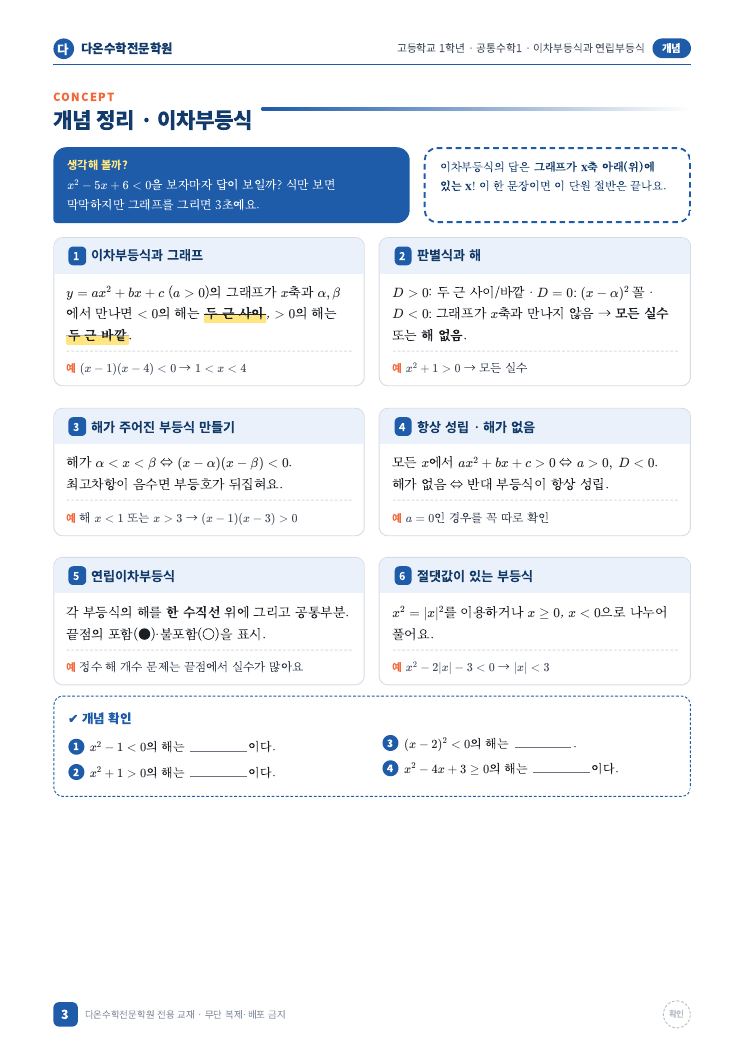 다 다온수학전문학원
고등학교 1학년 · 공통수학1 · 이차부등식과 연립부등식 개념
CONCEPT
개념 정리 · 이차부등식
생각해 볼까?
x² − 5x + 6 < 0을 보자마자 답이 보일까? 식만 보면
막막하지만 그래프를 그리면 3초예요.
이차부등식의 답은 그래프가 x축 아래(위)에
있는 x! 이 한 문장이면 이 단원 절반은 끝나요.
1 이차부등식과 그래프
y = ax² + bx + c (a > 0)의 그래프가 x축과 α, β
에서 만나면 < 0의 해는 두 근 사이, > 0의 해는
두 근 바깥.
예 (x − 1)(x − 4) < 0 → 1 < x < 4
2 판별식과 해
D > 0: 두 근 사이/바깥 · D = 0: (x − α)² 꼴 ·
D < 0: 그래프가 x축과 만나지 않음 → 모든 실수
또는 해 없음.
예 x² + 1 > 0 → 모든 실수
3 해가 주어진 부등식 만들기
해가 α < x < β ⇔ (x − α)(x − β) < 0.
최고차항이 음수면 부등호가 뒤집혀요.
예 해 x < 1 또는 x > 3 → (x − 1)(x − 3) > 0
4 항상 성립 · 해가 없음
모든 x에서 ax² + bx + c > 0 ⇔ a > 0, D < 0.
해가 없음 ⇔ 반대 부등식이 항상 성립.
예 a = 0인 경우를 꼭 따로 확인
5 연립이차부등식
각 부등식의 해를 한 수직선 위에 그리고 공통부분.
끝점의 포함(●)·불포함(○)을 표시.
예 정수 해 개수 문제는 끝점에서 실수가 많아요
6 절댓값이 있는 부등식
x² = |x|²를 이용하거나 x ≥ 0, x < 0으로 나누어
풀어요.
예 x² − 2|x| − 3 < 0 → |x| < 3
✔ 개념 확인
1 x² − 1 < 0의 해는 ________이다.
2 x² + 1 > 0의 해는 ________이다.
3 (x − 2)² < 0의 해는 ________.
4 x² − 4x + 3 ≥ 0의 해는 ________이다.
3 다온수학전문학원 전용 교재 · 무단 복제·배포 금지
확인